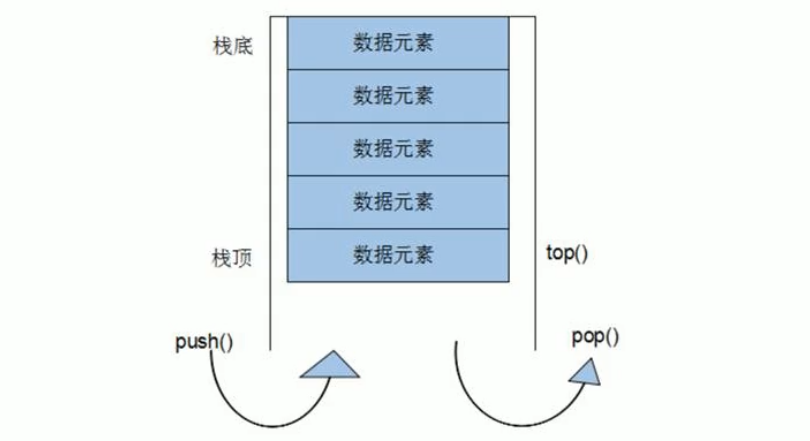 栈底
数据元素
数据元素
数据元素
数据元素
栈顶
数据元素
top()
push()
pop()